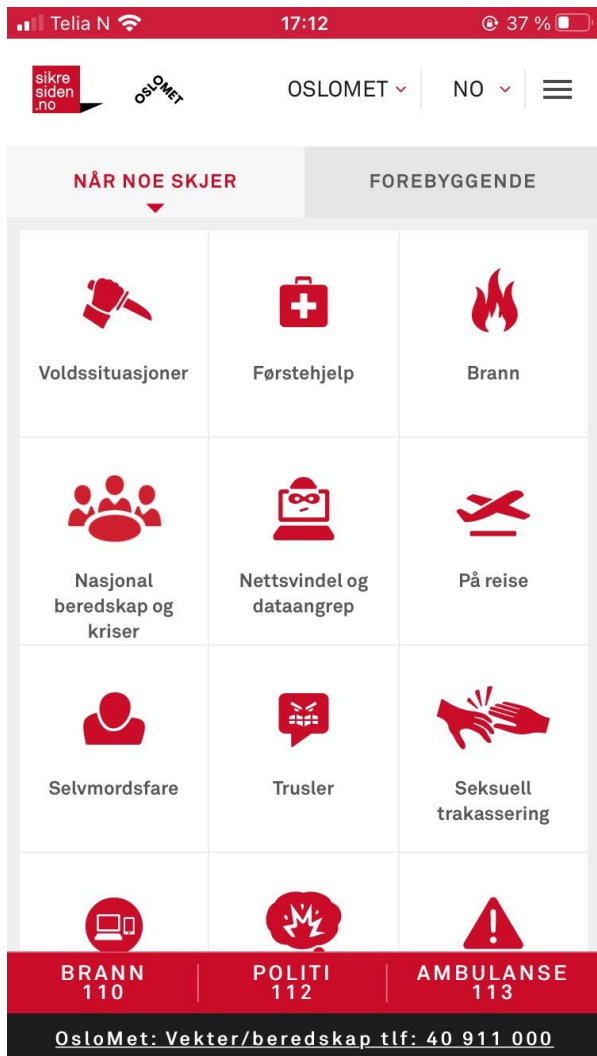 Telia N 17:12 37 %
sikre
siden
.no
OSLOMET
OSLOMET NO
NÅR NOE SKJER FOREBYGGENDE
Voldssituasjoner Førstehjelp Brann
Nasjonal
beredskap og
kriser
Nettsvindel og
dataangrep
På reise
Selvmordsfare Trusler Seksuell
trakassering
BRANN POLITI AMBULANSE
110 112 113
OsloMet: Vekter/beredskap tlf: 40 911 000